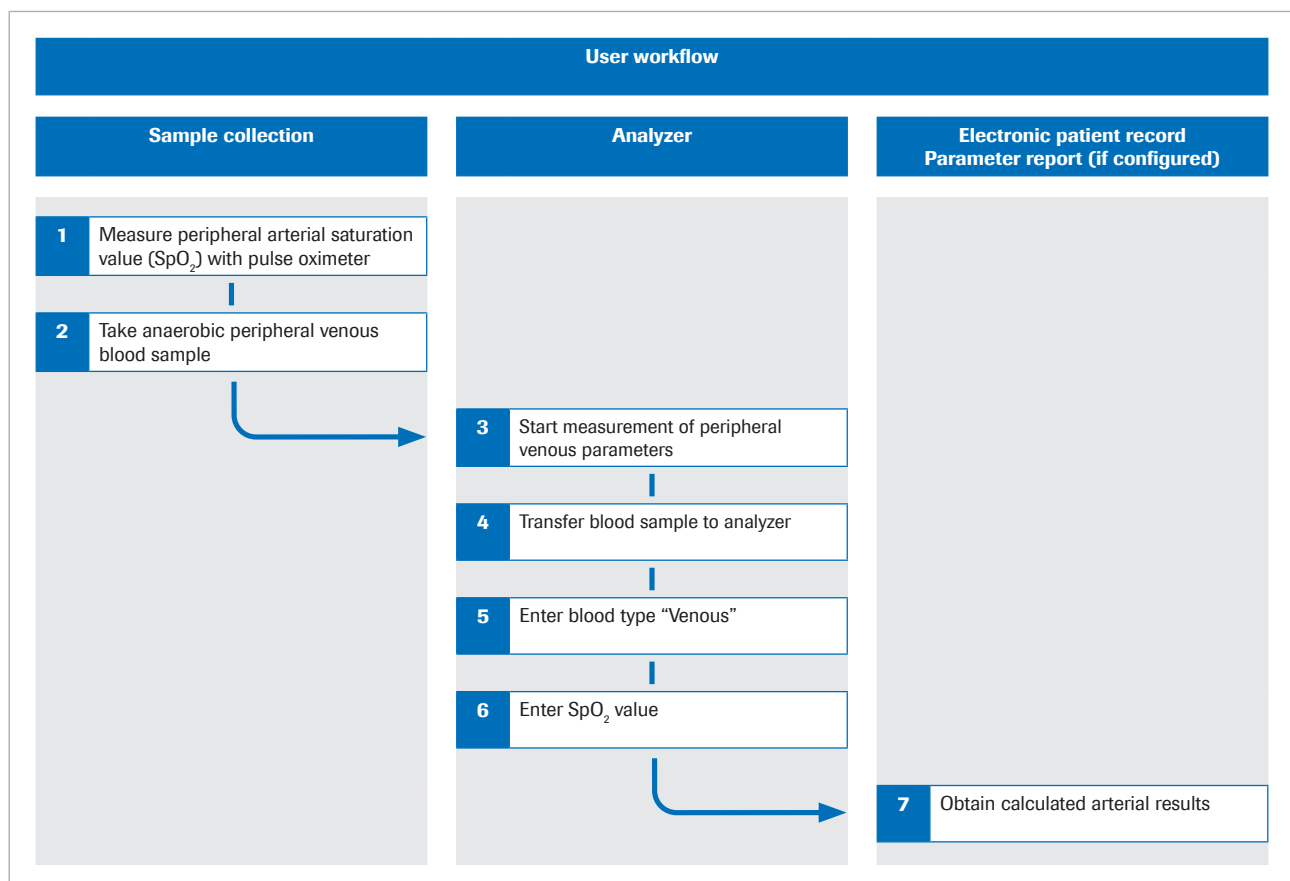 User workflow
Sample collection
Analyzer
Electronic patient record
Parameter report (if configured)
1
Measure peripheral arterial saturation
value (SpO₂) with pulse oximeter
2
Take anaerobic peripheral venous
blood sample
3
Start measurement of peripheral
venous parameters
4
Transfer blood sample to analyzer
5
Enter blood type “Venous”
6
Enter SpO₂ value
7
Obtain calculated arterial results